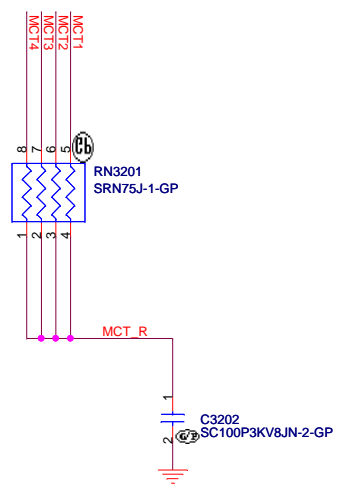 MCT4
MCT3
MCT2
MCT1
8
7
6
5
RN3201
SRN75J-1-GP
1
2
3
4
MCT_R
1
C3202
2
SC100P3KV8JN-2-GP